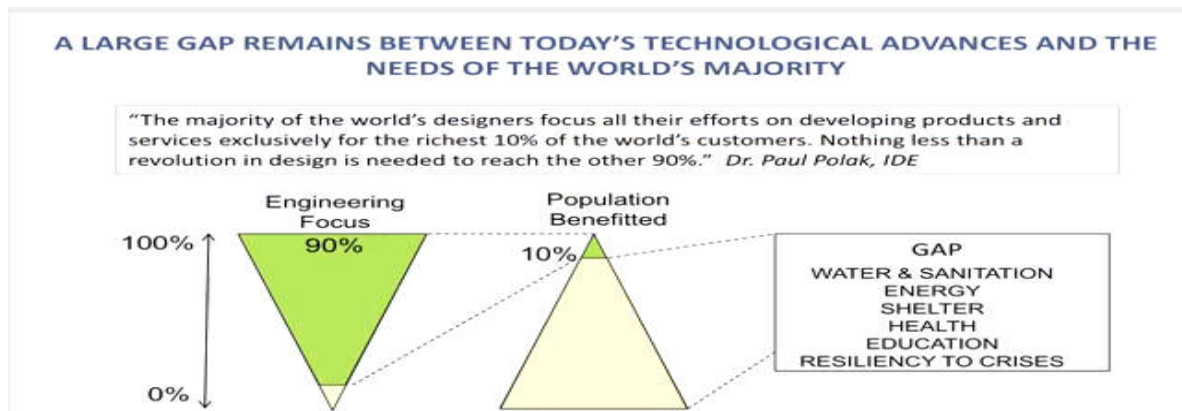 A LARGE GAP REMAINS BETWEEN TODAY'S TECHNOLOGICAL ADVANCES AND THE
NEEDS OF THE WORLD'S MAJORITY
"The majority of the world's designers focus all their efforts on developing products and
services exclusively for the richest 10% of the world's customers. Nothing less than a
revolution in design is needed to reach the other 90%." Dr. Paul Polak, IDE
Engineering
Focus
Population
Benefitted
100%
90%
10%
0%
GAP
WATER & SANITATION
ENERGY
SHELTER
HEALTH
EDUCATION
RESILIENCY TO CRISES